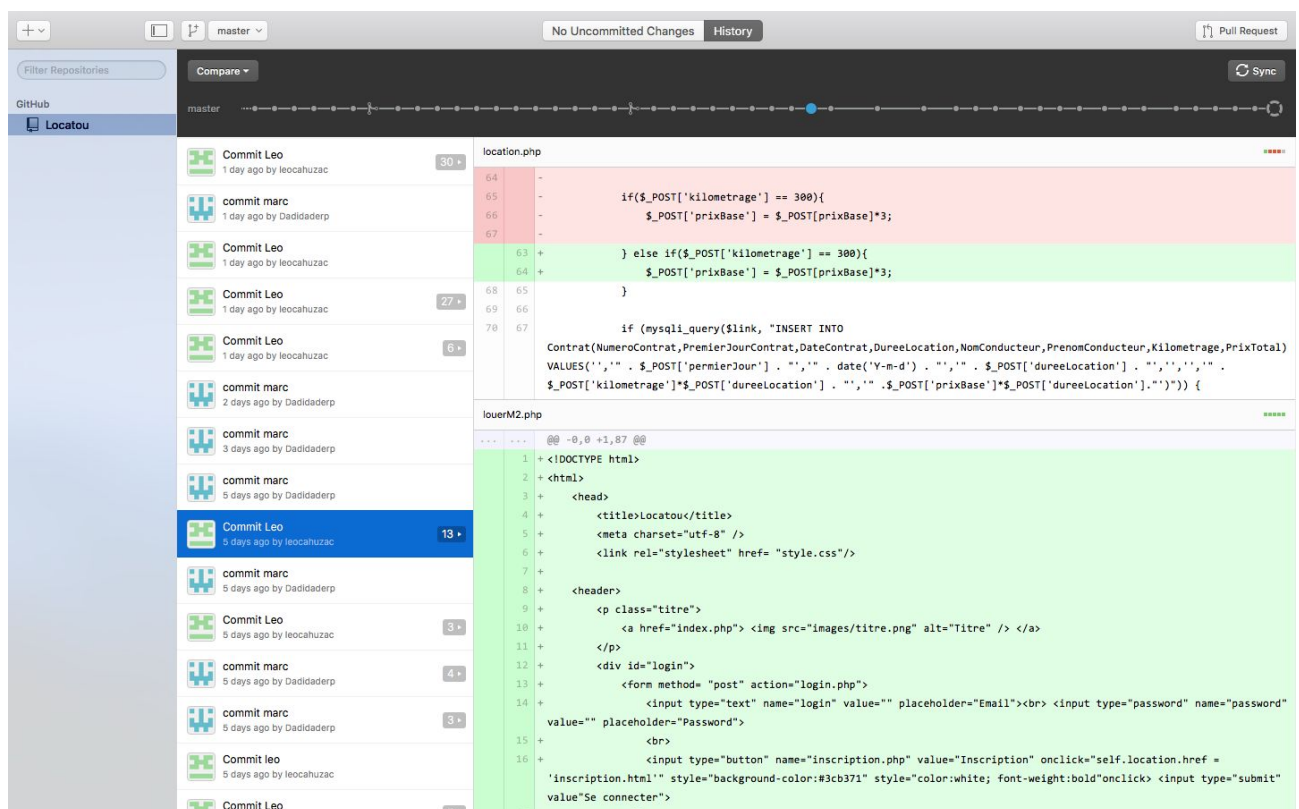 master
No Uncommitted Changes
History
Pull Request
Filter Repositories
Compare
Sync
GitHub
master
Locatou
Commit Leo
1 day ago by leocahuzac
30
commit marc
1 day ago by Dadidaderp
Commit Leo
1 day ago by leocahuzac
Commit Leo
1 day ago by leocahuzac
27
Commit Leo
1 day ago by leocahuzac
6
commit marc
2 days ago by Dadidaderp
commit marc
3 days ago by Dadidaderp
commit marc
5 days ago by Dadidaderp
Commit Leo
5 days ago by leocahuzac
13
commit marc
5 days ago by Dadidaderp
Commit Leo
5 days ago by leocahuzac
3
commit marc
5 days ago by Dadidaderp
4
commit marc
5 days ago by Dadidaderp
3
Commit leo
5 days ago by leocahuzac
Commit Leo
location.php
64 -
65 - if($_POST['kilometrage'] == 300){
66 - $_POST['prixBase'] = $_POST[prixBase]*3;
67 -
63 + } else if($_POST['kilometrage'] == 300){
64 + $_POST['prixBase'] = $_POST[prixBase]*3;
68 65 }
69 66
70 67 if (mysqli_query($link, "INSERT INTO
Contrat(NumeroContrat,PremierJourContrat,DateContrat,DureeLocation,NomConducteur,PrenomConducteur,Kilometrage,PrixTotal)
VALUES('','" . $_POST['permierJour'] . "','" . date('Y-m-d') . "','" . $_POST['dureeLocation'] . "','','','" .
$_POST['kilometrage']*$_POST['dureeLocation'] . "','" .$_POST['prixBase']*$_POST['dureeLocation']."')")) {
louerM2.php
... ... @@ -0,0 +1,87 @@
1 + <!DOCTYPE html>
2 + <html>
3 + <head>
4 + <title>Locatou</title>
5 + <meta charset="utf-8" />
6 + <link rel="stylesheet" href= "style.css"/>
7 +
8 + <header>
9 + <p class="titre">
10 + <a href="index.php"> <img src="images/titre.png" alt="Titre" /> </a>
11 + </p>
12 + <div id="login">
13 + <form method= "post" action="login.php">
14 + <input type="text" name="login" value="" placeholder="Email"><br> <input type="password" name="password"
value="" placeholder="Password">
15 + <br>
16 + <input type="button" name="inscription.php" value="Inscription" onclick="self.location.href =
'inscription.html'" style="background-color:#3cb371" style="color:white; font-weight:bold"onclick> <input type="submit"
value"Se connecter">